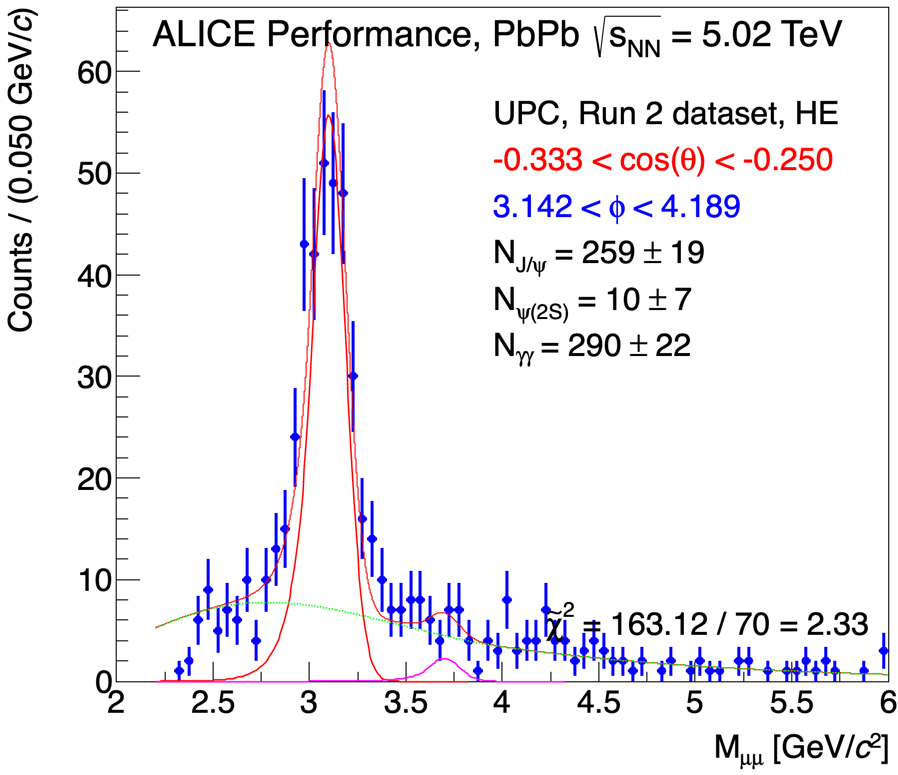 ALICE Performance, PbPb √sNN = 5.02 TeV
UPC, Run 2 dataset, HE
-0.333 < cos(θ) < -0.250
3.142 < ϕ < 4.189
NJ/ψ = 259 ± 19
Nψ(2S) = 10 ± 7
Nγγ = 290 ± 22
χ̃2 = 163.12 / 70 = 2.33
Counts / (0.050 GeV/c)
60
50
40
30
20
10
0
2 2.5 3 3.5 4 4.5 5 5.5 6
Mμμ [GeV/c2]